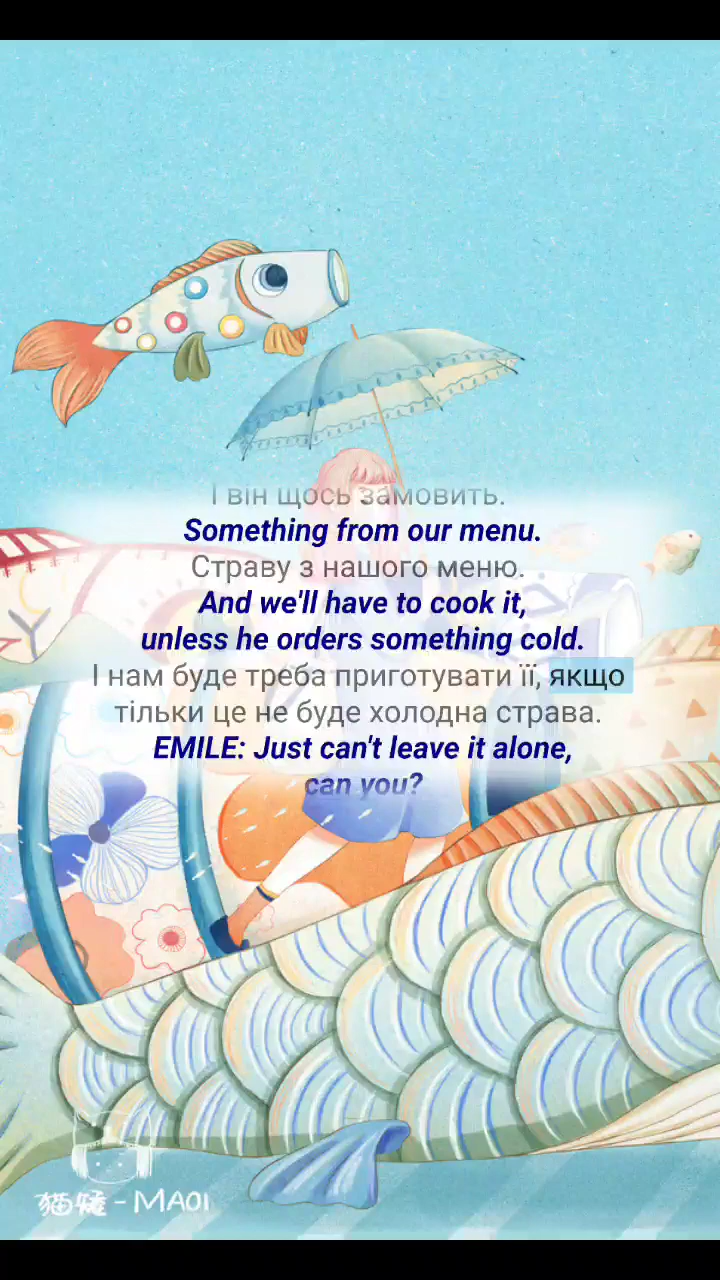 І він щось замовить.
Something from our menu.
Страву з нашого меню.
And we'll have to cook it,
unless he orders something cold.
І нам буде треба приготувати її, якщо
тільки це не буде холодна страва.
EMILE: Just can't leave it alone,
can you?
猫矮 - MAOI